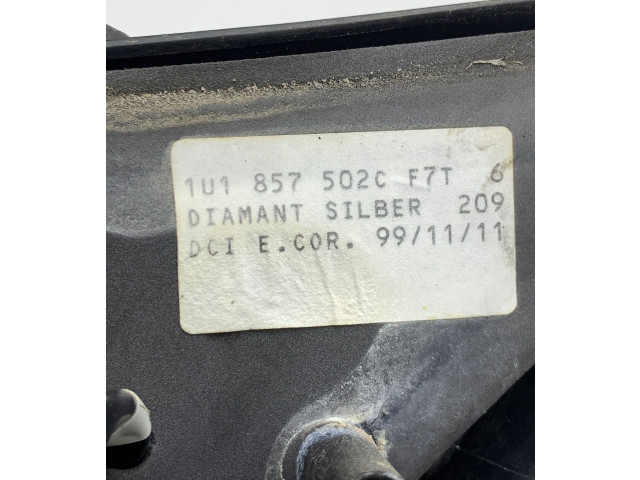 1U1 857 502C F7T 6
DIAMANT SILBER 209
DCI E.COR. 99/11/11